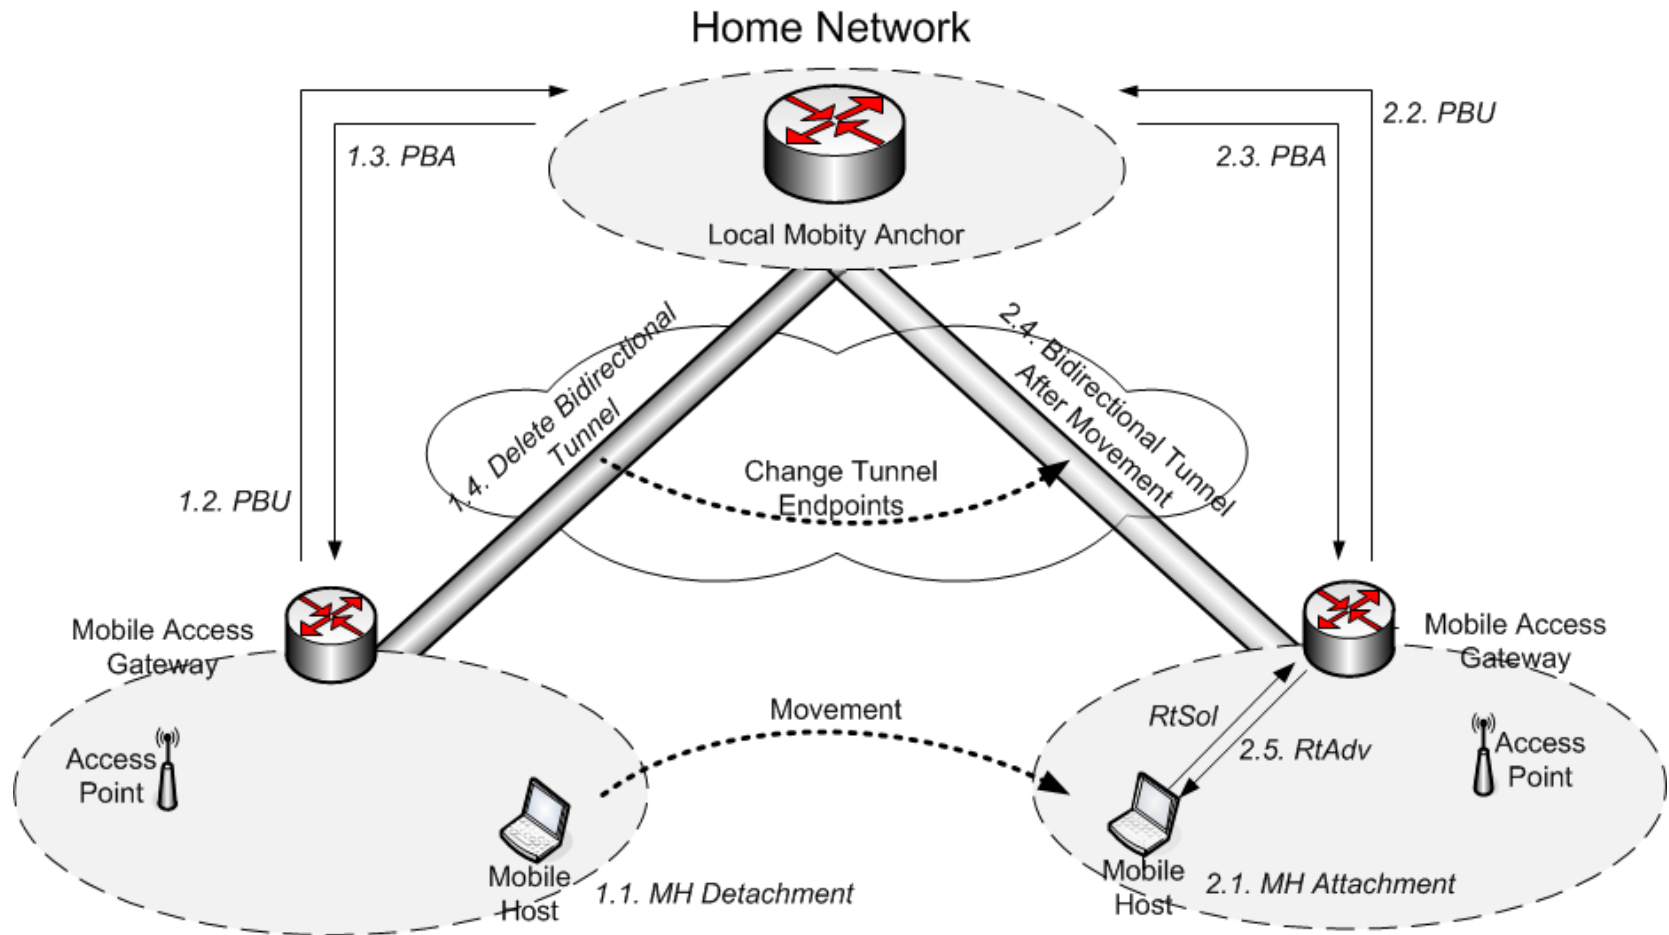 Home Network
2.2. PBU
1.3. PBA
2.3. PBA
Local Mobity Anchor
1.4. Delete Bidirectional
Tunnel
2.4. Bidirectional Tunnel
After Movement
Change Tunnel
Endpoints
1.2. PBU
Mobile Access
Gateway
Mobile Access
Gateway
Movement
RtSol
2.5. RtAdv
Access
Point
Access
Point
Mobile
Host
1.1. MH Detachment
Mobile
Host
2.1. MH Attachment